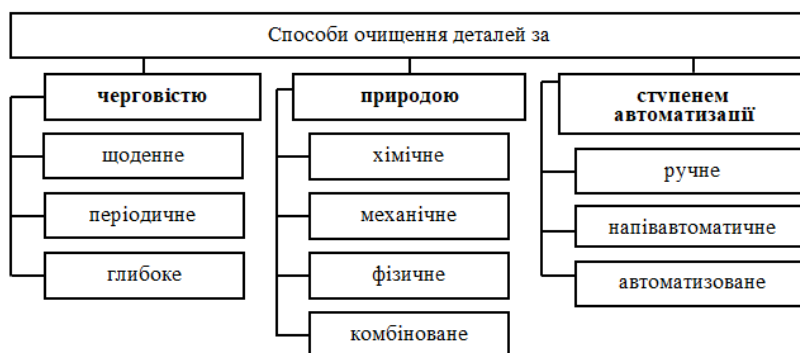 Способи очищення деталей за
черговістю
щоденне
періодичне
глибоке
природою
хімічне
механічне
фізичне
комбіноване
ступенем
автоматизації
ручне
напівавтоматичне
автоматизоване